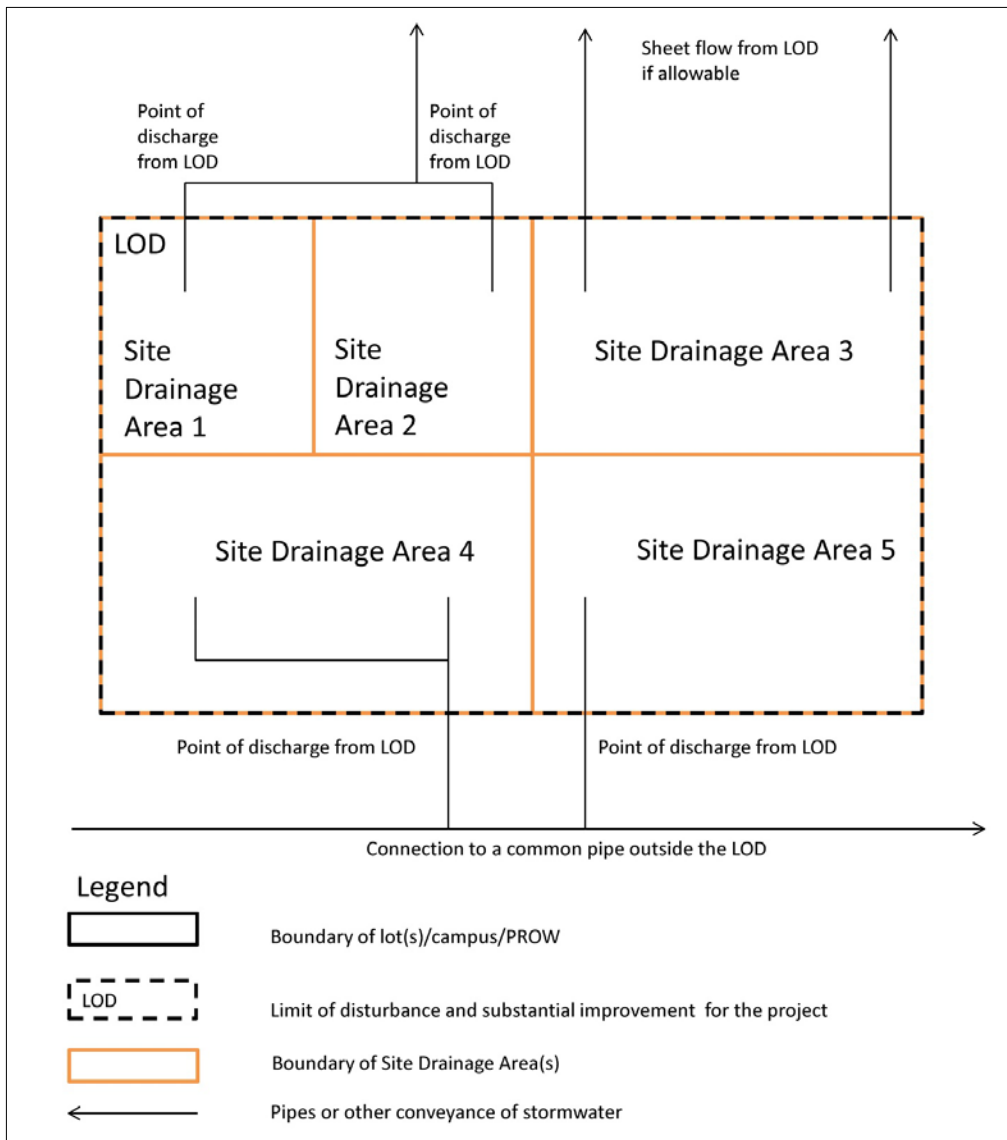 Sheet flow from LOD
if allowable
Point of
discharge
from LOD
Point of
discharge
from LOD
LOD
Site
Drainage
Area 1
Site
Drainage
Area 2
Site Drainage Area 3
Site Drainage Area 4
Site Drainage Area 5
Point of discharge from LOD
Point of discharge from LOD
Connection to a common pipe outside the LOD
Legend
Boundary of lot(s)/campus/PROW
LOD
Limit of disturbance and substantial improvement for the project
Boundary of Site Drainage Area(s)
Pipes or other conveyance of stormwater